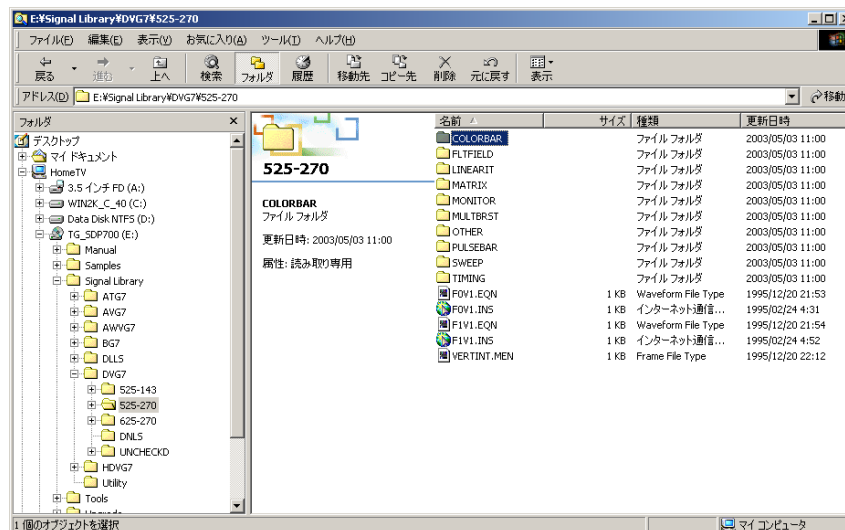 E:¥Signal Library¥DVG7¥525-270
ファイル(F) 編集(E) 表示(V) お気に入り(A) ツール(T) ヘルプ(H)
戻る 進む 上へ 検索 フォルダ 履歴 移動先 コピー先 削除 元に戻す 表示
アドレス(D) E:¥Signal Library¥DVG7¥525-270 移動
フォルダ ×
デスクトップ
マイ ドキュメント
HomeTV
3.5 インチ FD (A:)
WIN2K_C_40 (C:)
Data Disk NTFS (D:)
TG_SDP700 (E:)
Manual
Samples
Signal Library
ATG7
AVG7
AWVG7
BG7
DLLS
DVG7
525-143
525-270
625-270
DNLS
UNCHECKD
HDVG7
Utility
Tools
525-270
COLORBAR
ファイル フォルダ
更新日時: 2003/05/03 11:00
属性: 読み取り専用
名前 サイズ 種類 更新日時
COLORBAR ファイル フォルダ 2003/05/03 11:00
FLTFIELD ファイル フォルダ 2003/05/03 11:00
LINEARIT ファイル フォルダ 2003/05/03 11:00
MATRIX ファイル フォルダ 2003/05/03 11:00
MONITOR ファイル フォルダ 2003/05/03 11:00
MULTBRST ファイル フォルダ 2003/05/03 11:00
OTHER ファイル フォルダ 2003/05/03 11:00
PULSEBAR ファイル フォルダ 2003/05/03 11:00
SWEEP ファイル フォルダ 2003/05/03 11:00
TIMING ファイル フォルダ 2003/05/03 11:00
F0V1.EQN 1 KB Waveform File Type 1995/12/20 21:53
F0V1.INS 1 KB インターネット通信... 1995/02/24 4:31
F1V1.EQN 1 KB Waveform File Type 1995/12/20 21:54
F1V1.INS 1 KB インターネット通信... 1995/02/24 4:52
VERTINT.MEN 1 KB Frame File Type 1995/12/20 22:12
1 個のオブジェクトを選択 マイ コンピュータ